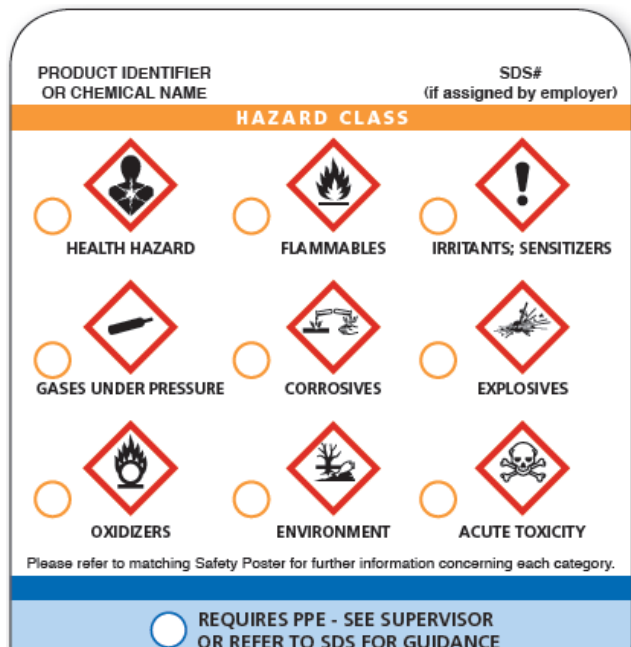 PRODUCT IDENTIFIER
OR CHEMICAL NAME
SDS#
(if assigned by employer)
HAZARD CLASS
HEALTH HAZARD
FLAMMABLES
IRRITANTS; SENSITIZERS
GASES UNDER PRESSURE
CORROSIVES
EXPLOSIVES
OXIDIZERS
ENVIRONMENT
ACUTE TOXICITY
Please refer to matching Safety Poster for further information concerning each category.
REQUIRES PPE - SEE SUPERVISOR
OR REFER TO SDS FOR GUIDANCE